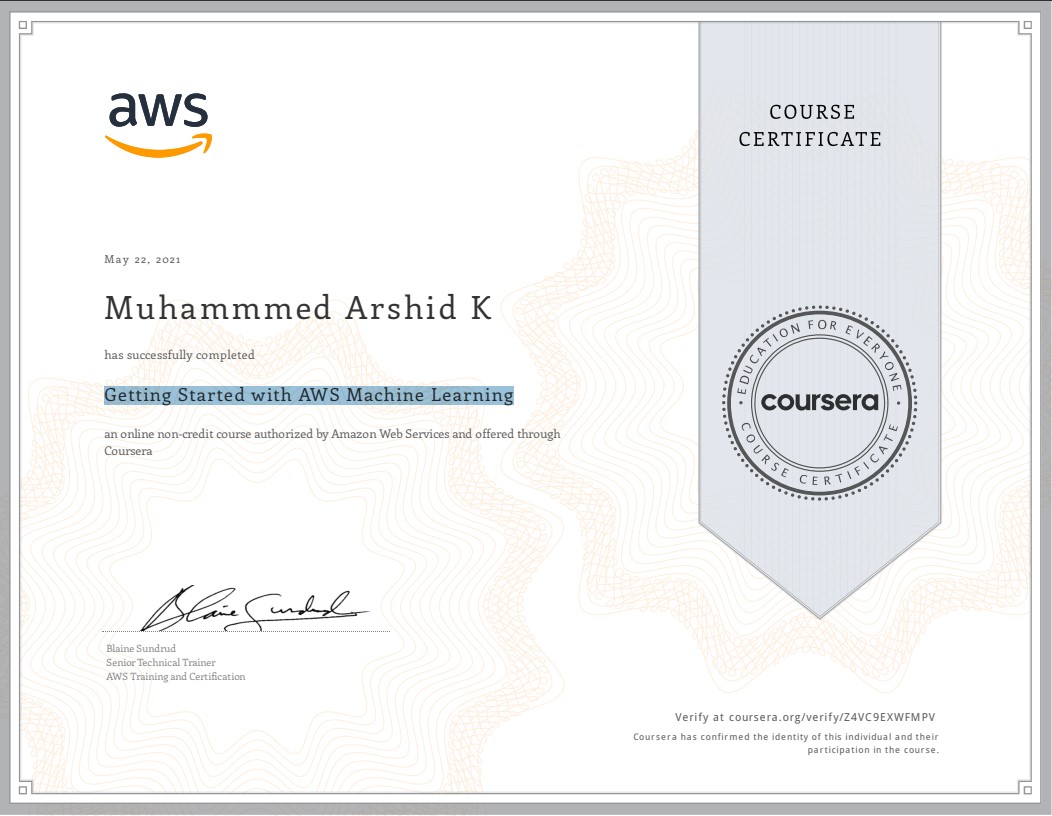 aws
COURSE
CERTIFICATE
May 22, 2021
Muhammmed Arshid K
has successfully completed
Getting Started with AWS Machine Learning
an online non-credit course authorized by Amazon Web Services and offered through
Coursera
EDUCATION FOR EVERYONE
coursera
COURSE CERTIFICATE
Blaine Sundrud
Blaine Sundrud
Senior Technical Trainer
AWS Training and Certification
Verify at coursera.org/verify/Z4VC9EXWFMPV
Coursera has confirmed the identity of this individual and their
participation in the course.